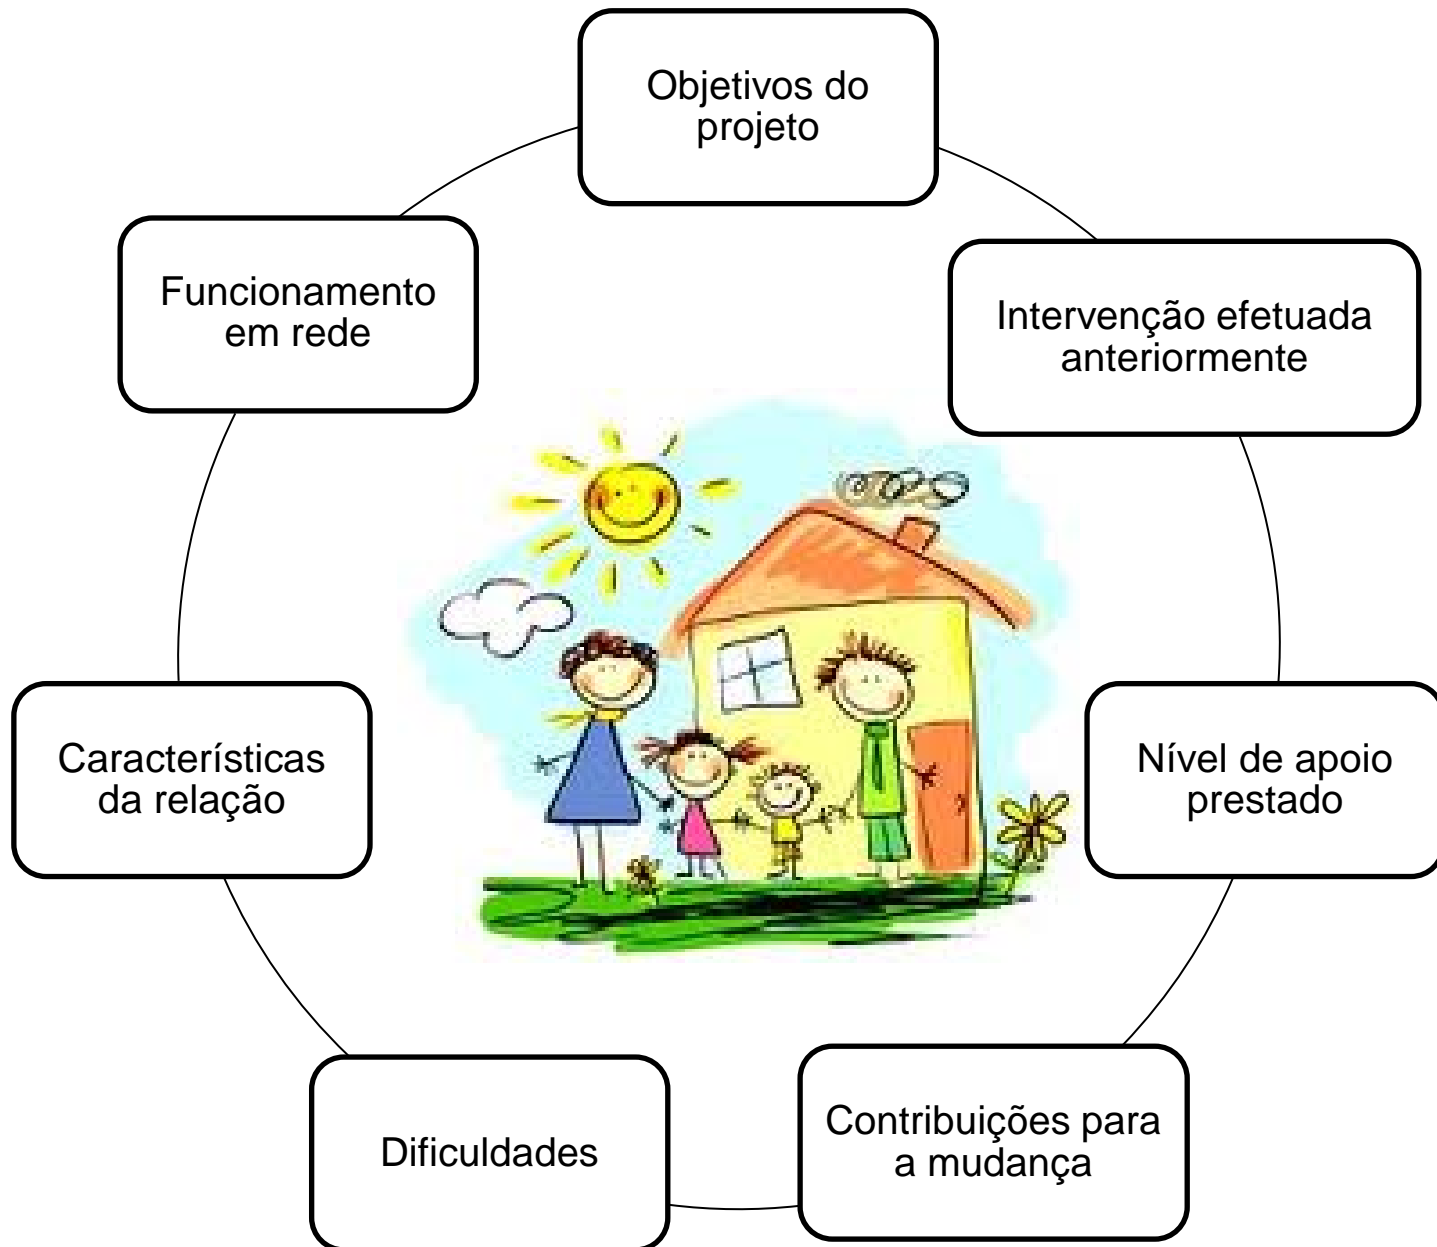 Objetivos do
projeto
Intervenção efetuada
anteriormente
Nível de apoio
prestado
Contribuições para
a mudança
Dificuldades
Características
da relação
Funcionamento
em rede